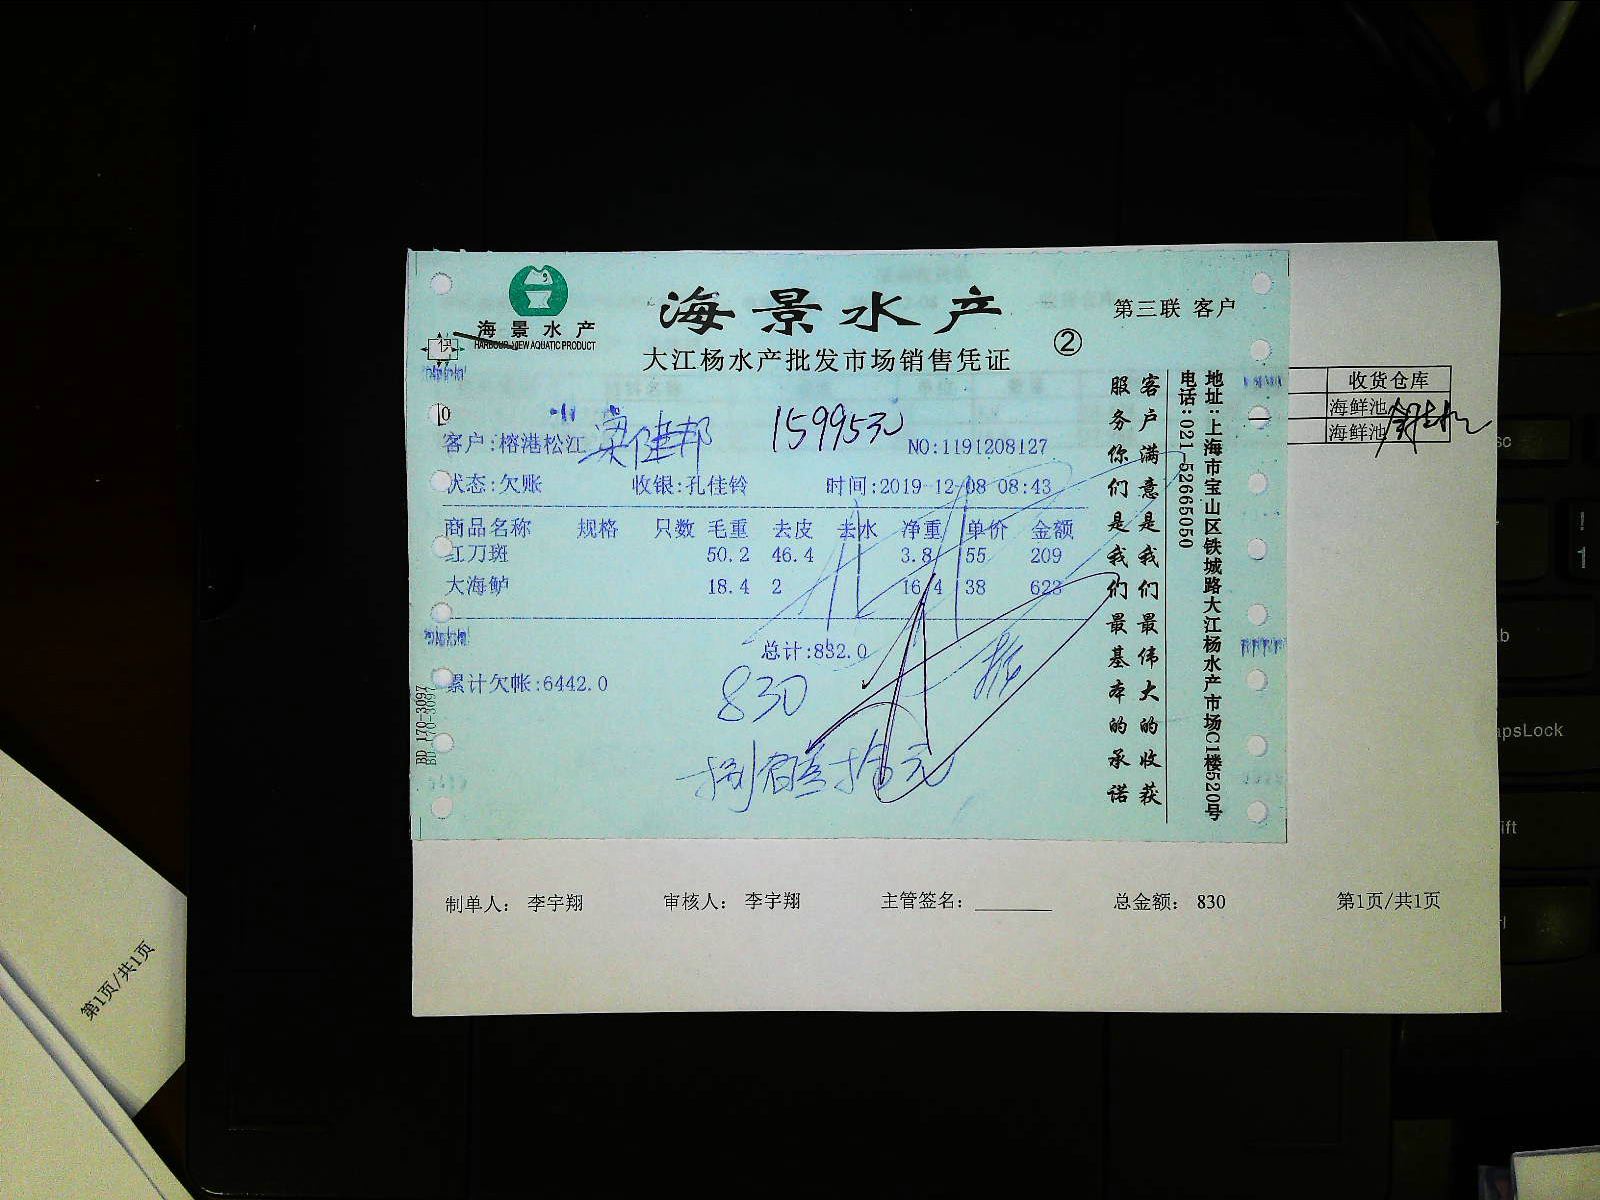 海景水产
HARBOUR VIEW AQUATIC PRODUCT
海景水产
第三联 客户
大江杨水产批发市场销售凭证
②
客户:榕港松江
159953
NO:1191208127
状态:欠账 收银:孔佳铃 时间:2019-12-08 08:43
商品名称 规格 只数 毛重 去皮 去水 净重 单价 金额
红刀斑 50.2 46.4 3.8 55 209
大海鲈 18.4 2 16.4 38 623
总计:832.0
累计欠帐:6442.0
830
捌佰叁拾元
BD 170-3097
客户满意是我们最伟大的收获
服务你们是我们最基本的承诺
地址:上海市宝山区铁城路大江杨水产市场C1楼520号
电话:021-52665050
收货仓库
海鲜池
海鲜池
制单人: 李宇翔 审核人: 李宇翔 主管签名: 总金额: 830 第1页/共1页
第1页/共1页
apsLock